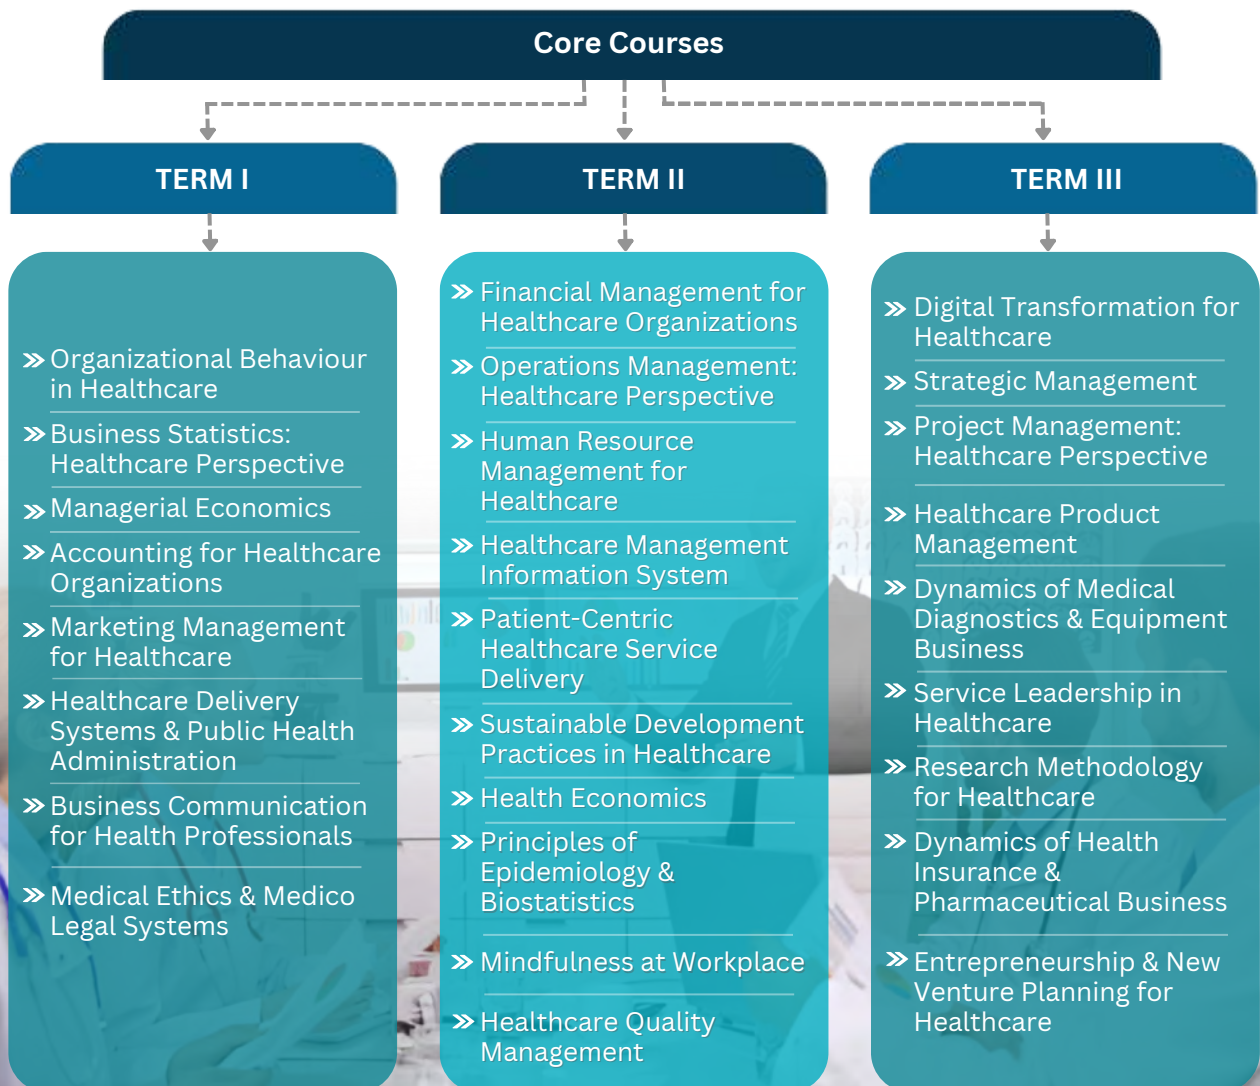 Core Courses
TERM I
Organizational Behaviour
in Healthcare
Business Statistics:
Healthcare Perspective
Managerial Economics
Accounting for Healthcare
Organizations
Marketing Management
for Healthcare
Healthcare Delivery
Systems & Public Health
Administration
Business Communication
for Health Professionals
Medical Ethics & Medico
Legal Systems
TERM II
Financial Management for
Healthcare Organizations
Operations Management:
Healthcare Perspective
Human Resource
Management for
Healthcare
Healthcare Management
Information System
Patient-Centric
Healthcare Service
Delivery
Sustainable Development
Practices in Healthcare
Health Economics
Principles of
Epidemiology &
Biostatistics
Mindfulness at Workplace
Healthcare Quality
Management
TERM III
Digital Transformation for
Healthcare
Strategic Management
Project Management:
Healthcare Perspective
Healthcare Product
Management
Dynamics of Medical
Diagnostics & Equipment
Business
Service Leadership in
Healthcare
Research Methodology
for Healthcare
Dynamics of Health
Insurance &
Pharmaceutical Business
Entrepreneurship & New
Venture Planning for
Healthcare